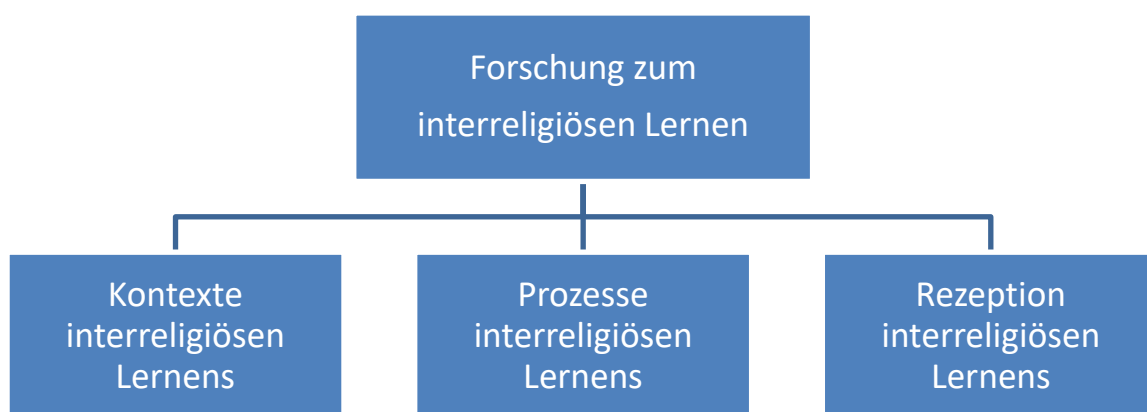 Forschung zum
interreligiösen Lernen
Kontexte
interreligiösen
Lernens
Prozesse
interreligiösen
Lernens
Rezeption
interreligiösen
Lernens